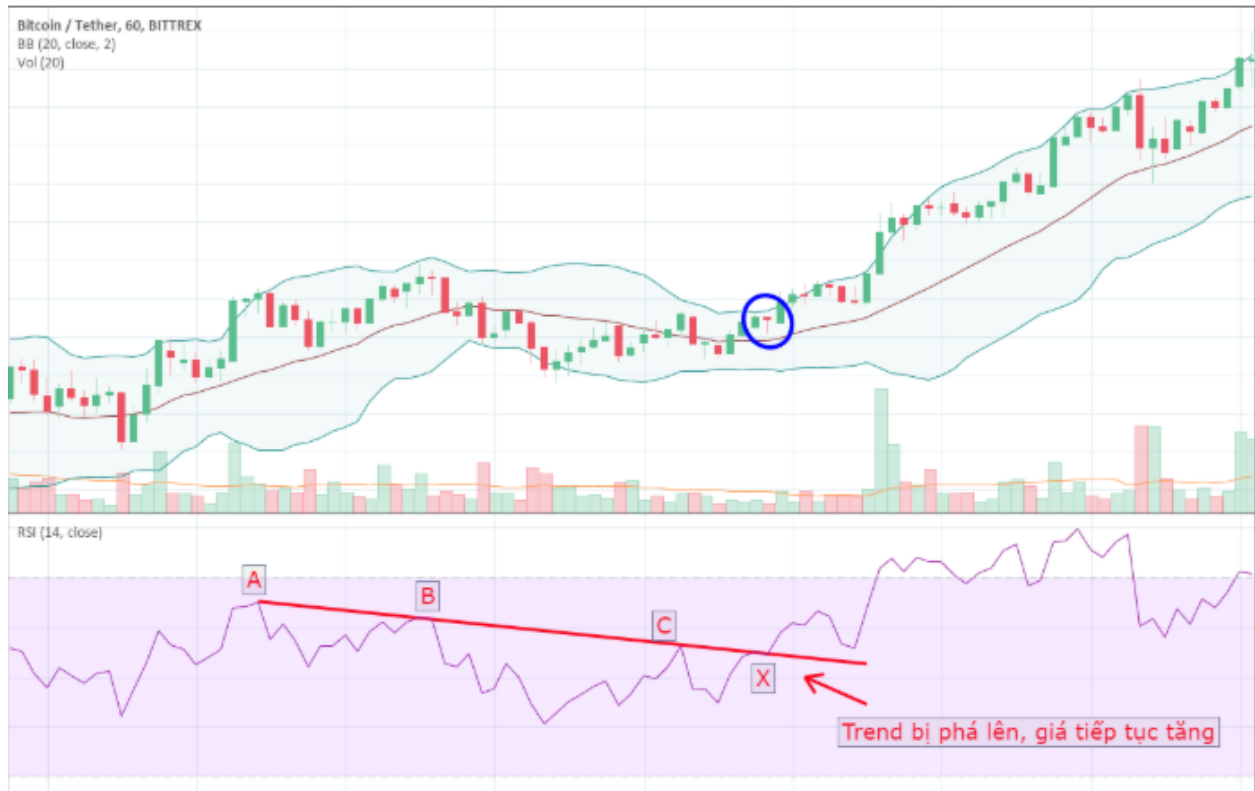 Bitcoin / Tether, 60, BITTREX
BB (20, close, 2)
Vol (20)
RSI (14, close)
A
B
C
X
Trend bị phá lên, giá tiếp tục tăng